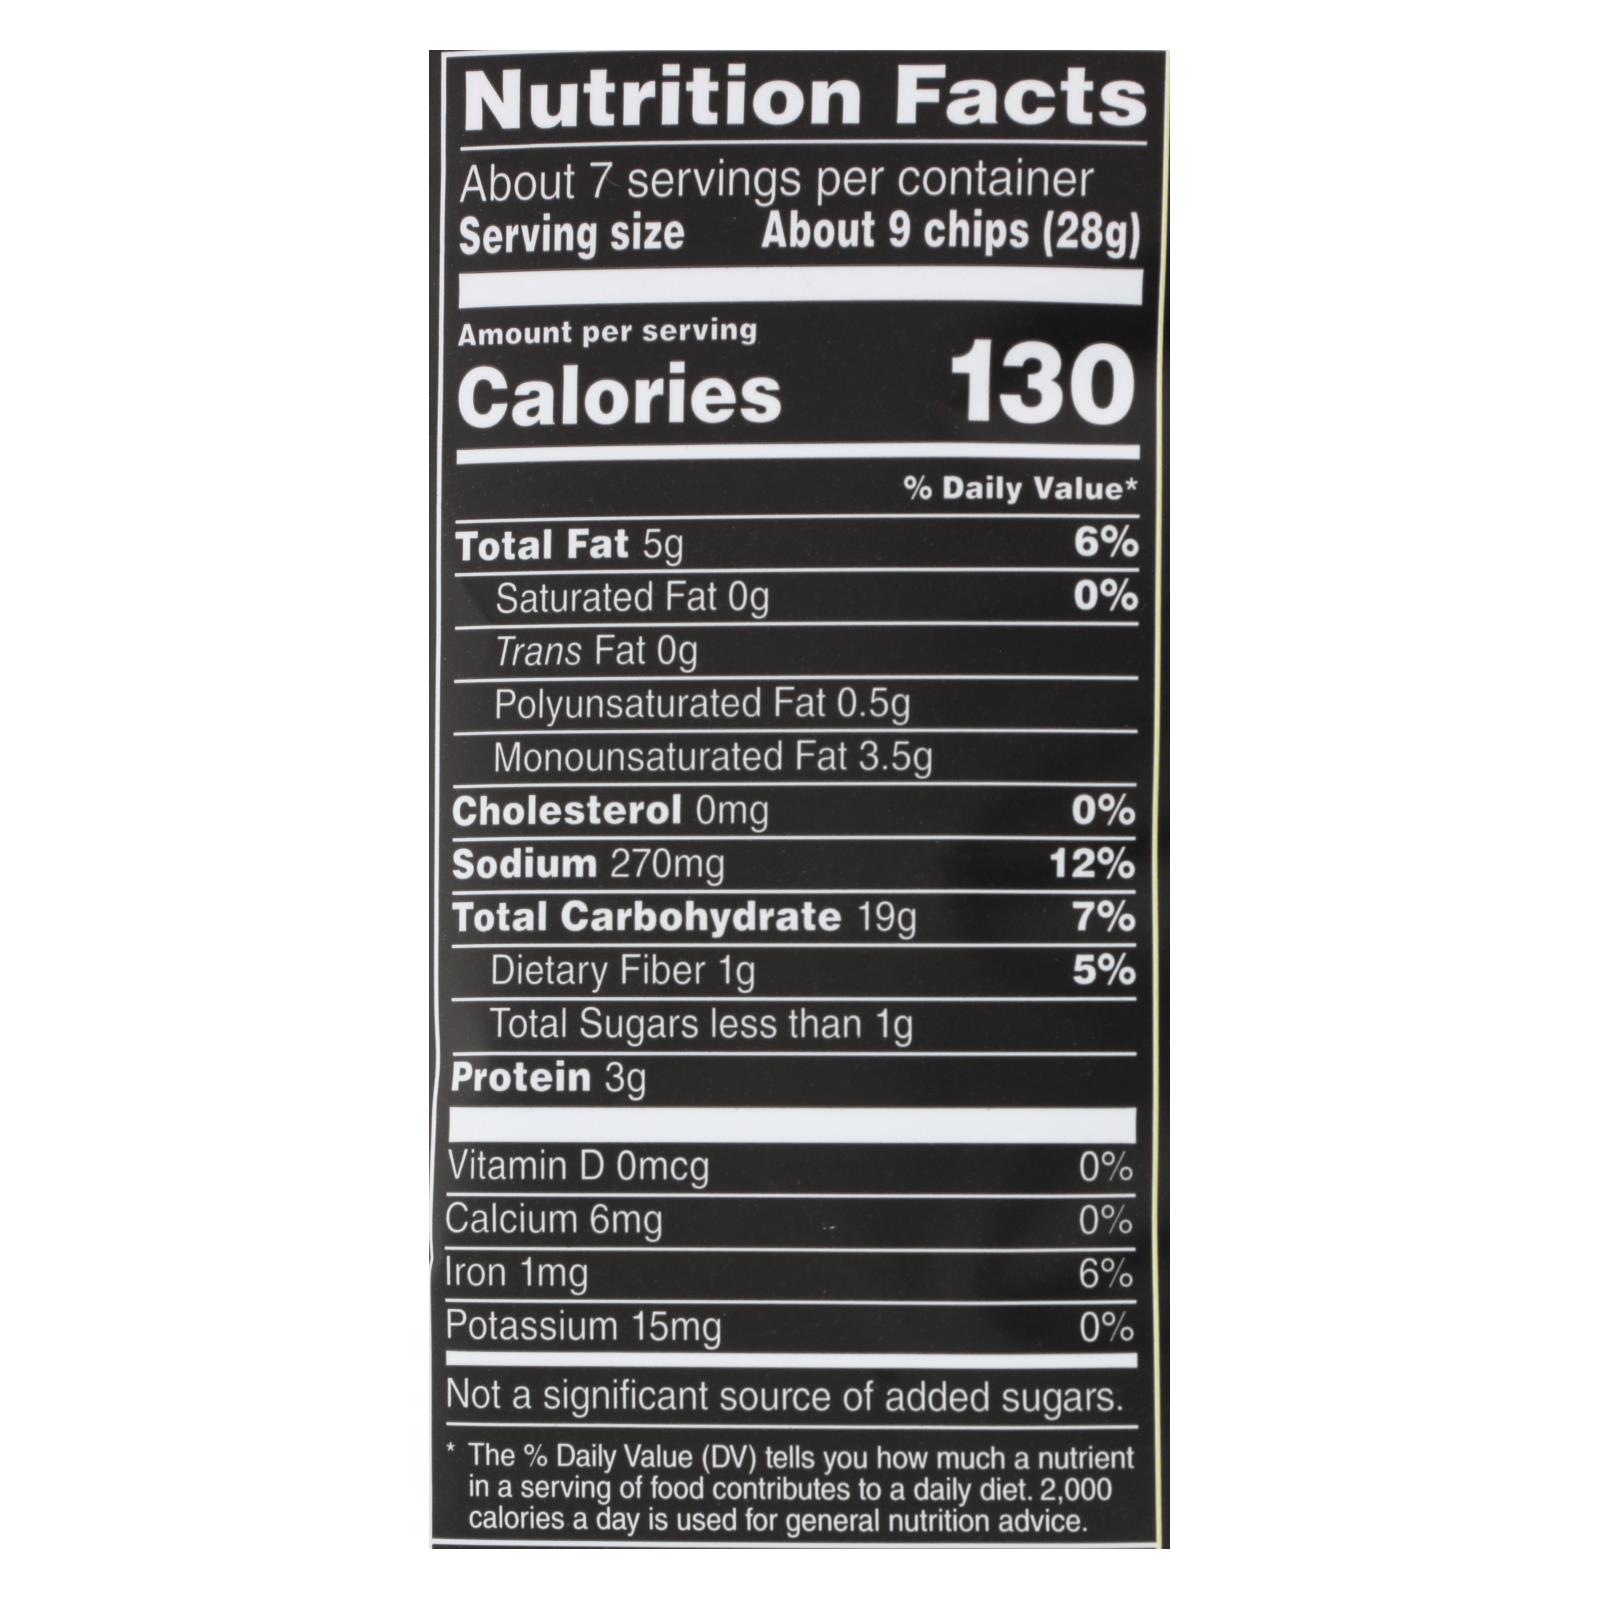 Nutrition Facts
About 7 servings per container
Serving size About 9 chips (28g)
Amount per serving
Calories 130
% Daily Value*
Total Fat 5g 6%
Saturated Fat 0g 0%
Trans Fat 0g
Polyunsaturated Fat 0.5g
Monounsaturated Fat 3.5g
Cholesterol 0mg 0%
Sodium 270mg 12%
Total Carbohydrate 19g 7%
Dietary Fiber 1g 5%
Total Sugars less than 1g
Protein 3g
Vitamin D 0mcg 0%
Calcium 6mg 0%
Iron 1mg 6%
Potassium 15mg 0%
Not a significant source of added sugars.
* The % Daily Value (DV) tells you how much a nutrient
in a serving of food contributes to a daily diet. 2,000
calories a day is used for general nutrition advice.